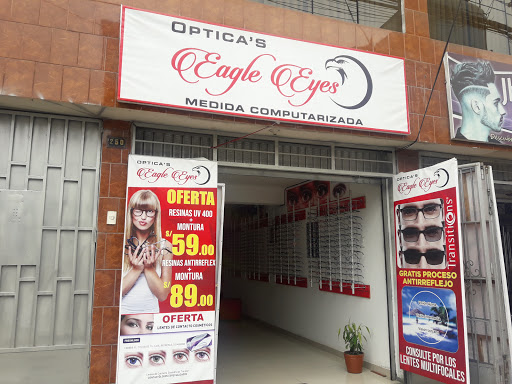 OPTICA'S
Eagle Eyes
MEDIDA COMPUTARIZADA
OPTICA'S
Eagle Eyes
OFERTA
RESINAS UV 400
+
MONTURA
S/ 59.00
RESINAS ANTIRREFLEX
+
MONTURA
S/ 89.00
OFERTA
LENTES DE CONTACTO COSMETICOS
OPTICA'S
Eagle Eyes
Transitions
GRATIS PROCESO
ANTIRREFLEJO
CONSULTE POR LOS
LENTES MULTIFOCALES